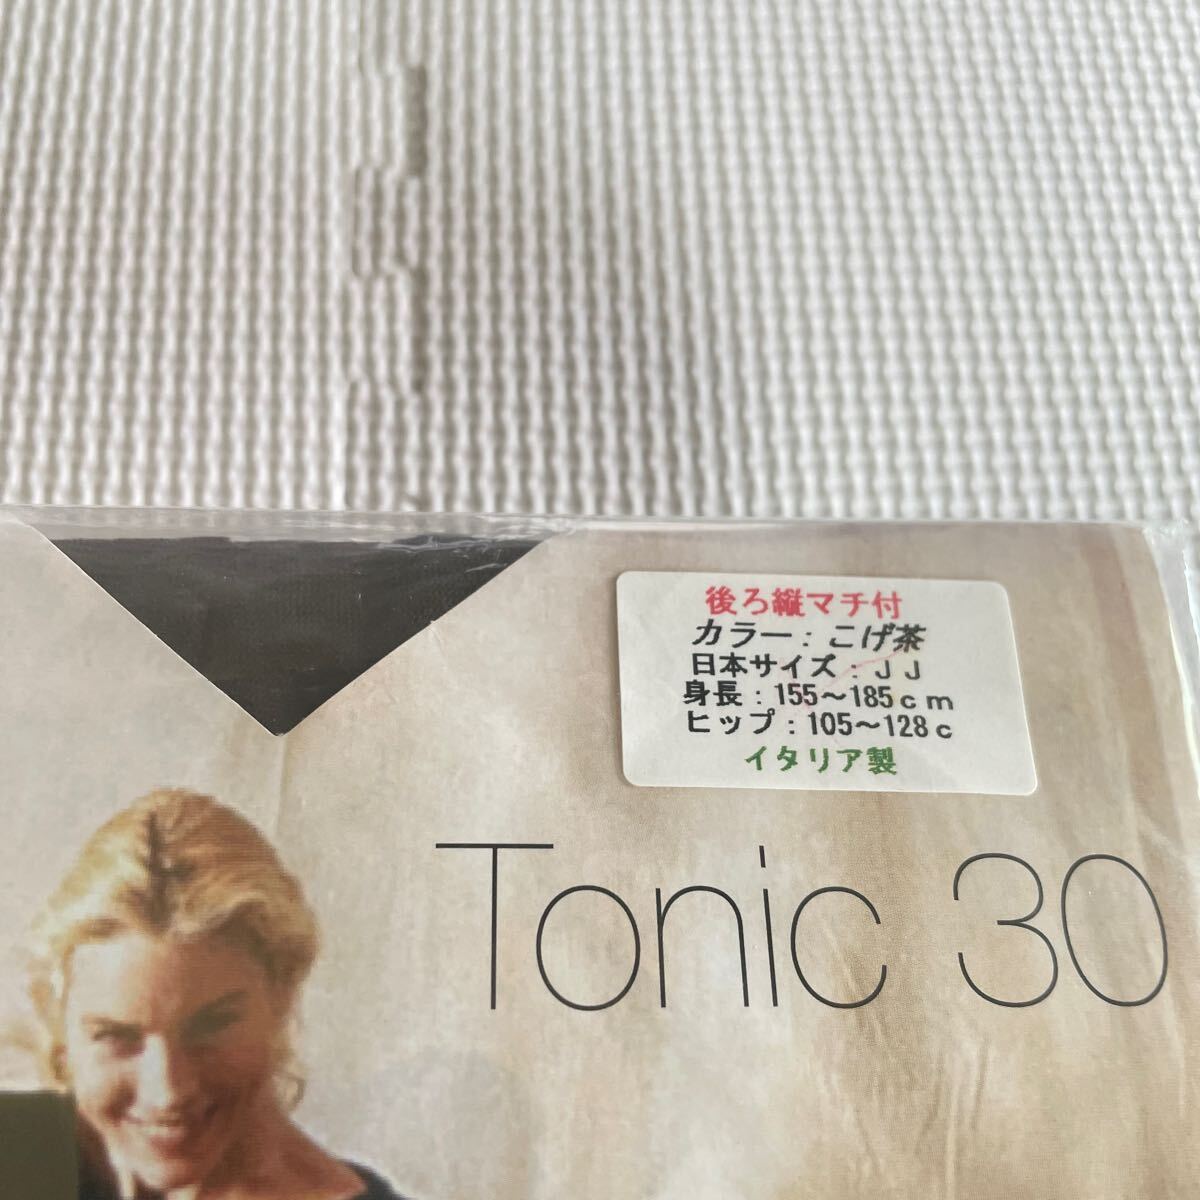 後ろ縦マチ付
カラー：こげ茶
日本サイズ：ＪＪ
身長：155～185ｃｍ
ヒップ：105～128ｃ
イタリア製
Tonic 30